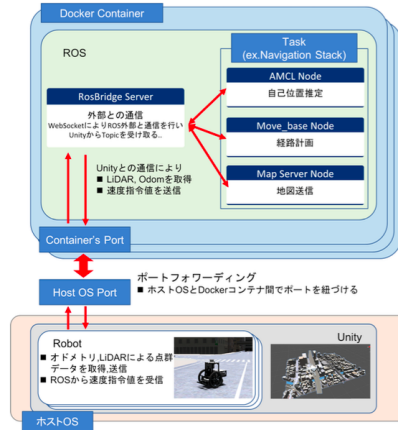 Docker Container
ROS
Task
(ex.Navigation Stack)
AMCL Node
自己位置推定
RosBridge Server
外部との通信
WebSocketによりROS外部と通信を行い
UnityからTopicを受け取る..
Move_base Node
経路計画
Map Server Node
地図送信
Unityとの通信により
■ LiDAR, Odomを取得
■ 速度指令値を送信
Container's Port
ポートフォワーディング
■ ホストOSとDockerコンテナ間でポートを紐づける
Host OS Port
Robot
■ オドメトリ,LiDARによる点群
データを取得,送信
■ ROSから速度指令値を受信
Unity
ホストOS